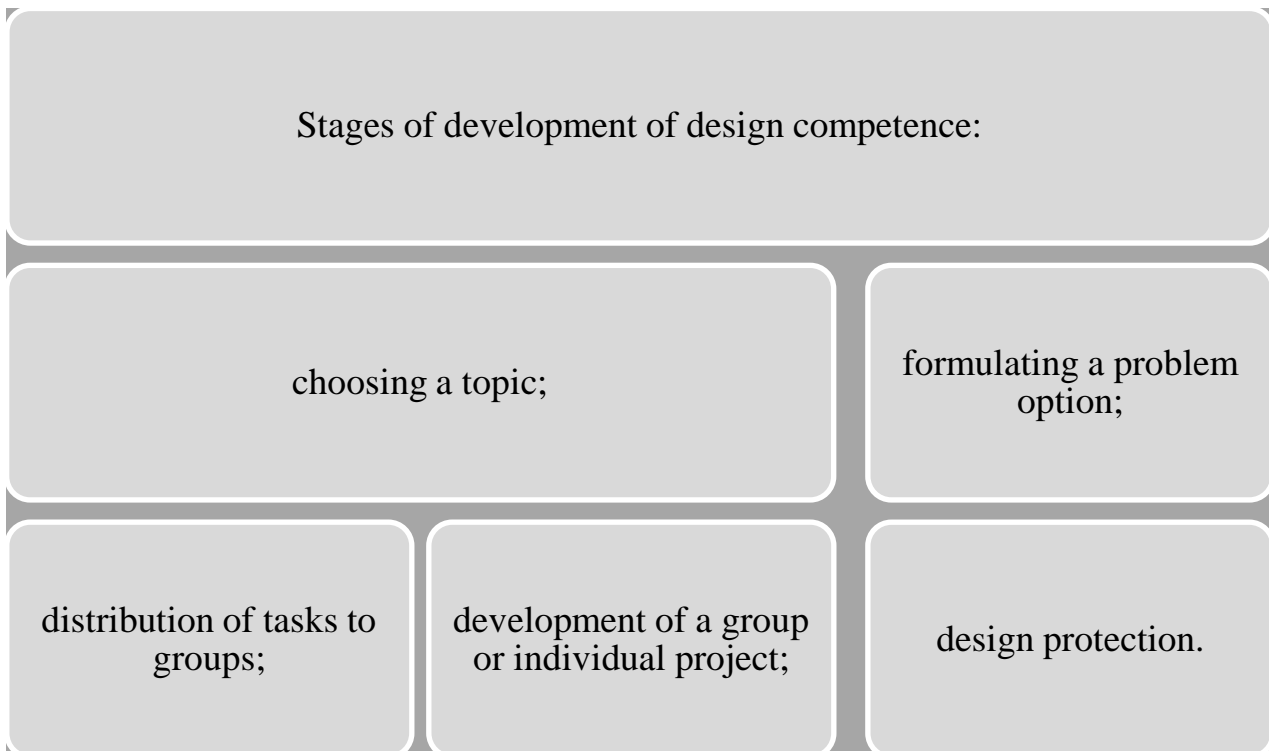 Stages of development of design competence:
choosing a topic;
formulating a problem
option;
distribution of tasks to
groups;
development of a group
or individual project;
design protection.